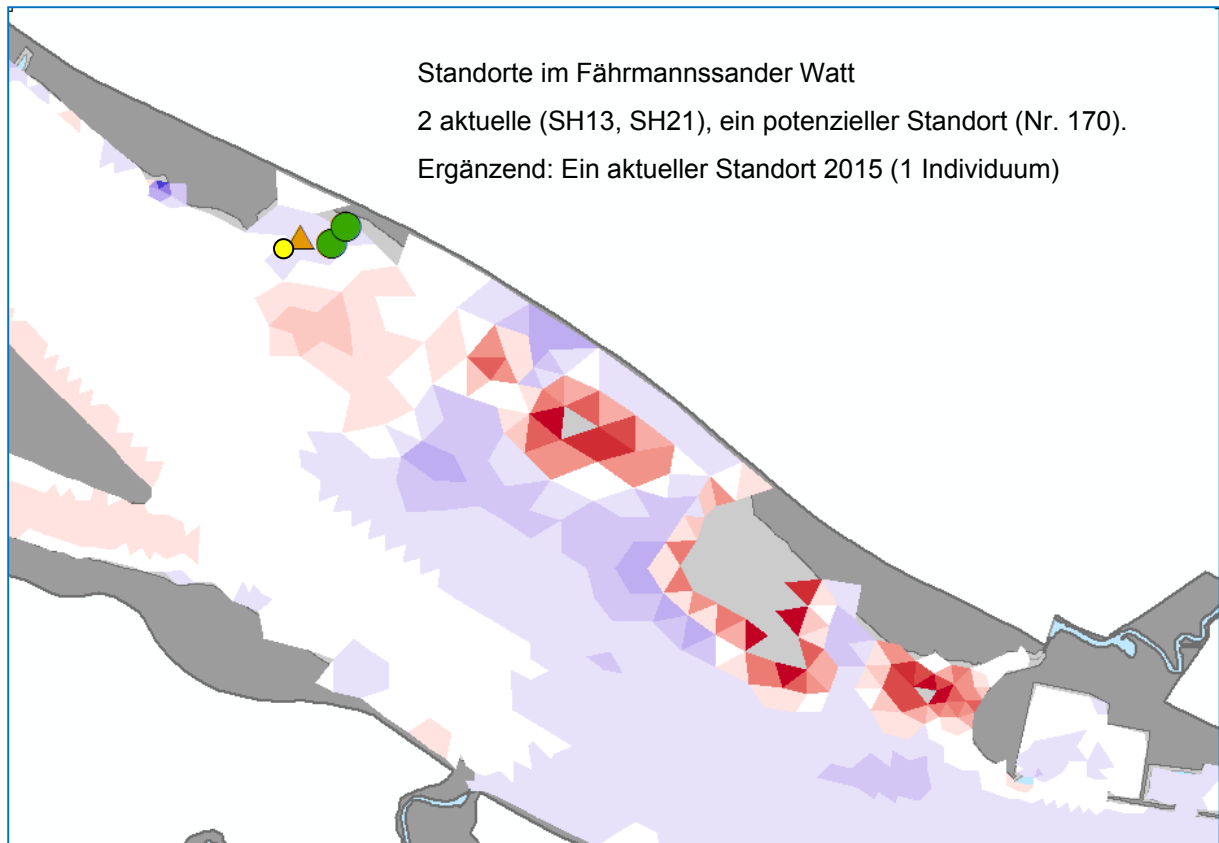 Standorte im Fährmannssander Watt
2 aktuelle (SH13, SH21), ein potenzieller Standort (Nr. 170).
Ergänzend: Ein aktueller Standort 2015 (1 Individuum)